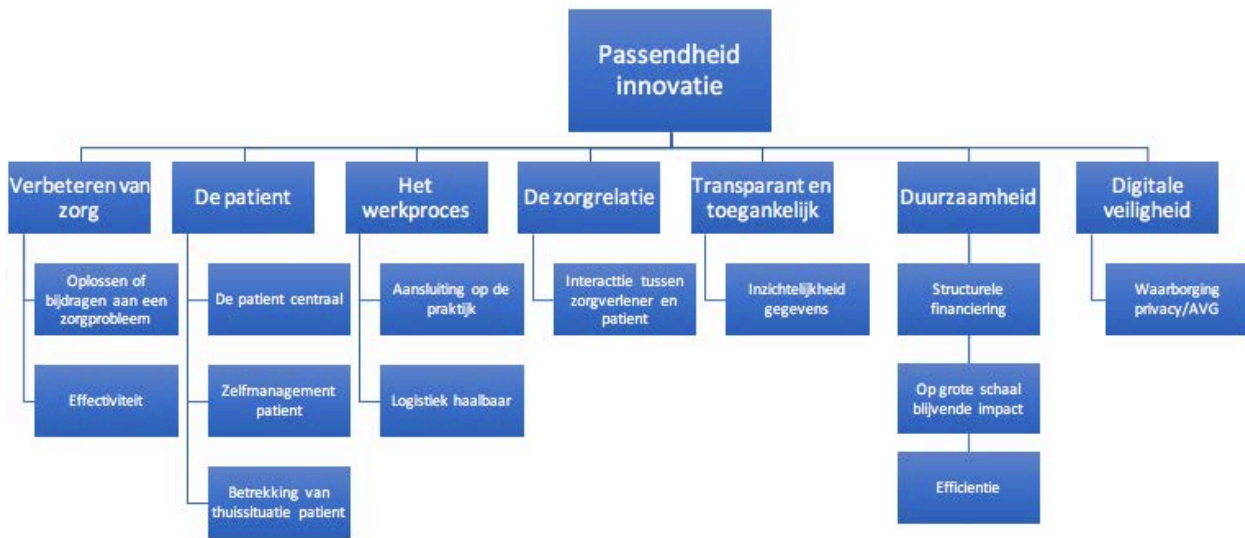 Passendheid
innovatie
Verbeteren van
zorg
De patient
Het
werkproces
De zorgrelatie
Transparant en
toegankelijk
Duurzaamheid
Digitale
veiligheid
Oplossen of
bijdragen aan een
zorgprobleem
De patient centraal
Aansluiting op de
praktijk
Interacttie tussen
zorgverlener en
patient
Inzichtelijkheid
gegevens
Structurele
financiering
Waarborging
privacy/AVG
Effectiviteit
Zelfmanagement
patient
Logistiek haalbaar
Op grote schaal
blijvende impact
Betrekking van
thuissituatie patient
Efficientie